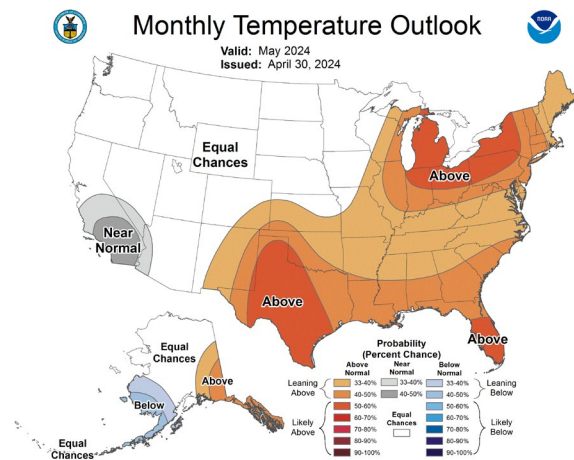 Monthly Temperature Outlook
Valid: May 2024
Issued: April 30, 2024
NOAA
Equal
Chances
Near
Normal
Above
Above
Above
Equal
Chances
Above
Below
Equal
Chances
Probability
(Percent Chance)
Above
Normal
Near
Normal
Below
Normal
Leaning
Above
33-40%
40-50%
33-40%
40-50%
33-40%
40-50%
Leaning
Below
Likely
Above
50-60%
60-70%
70-80%
80-90%
90-100%
Equal
Chances
50-60%
60-70%
70-80%
80-90%
90-100%
Likely
Below